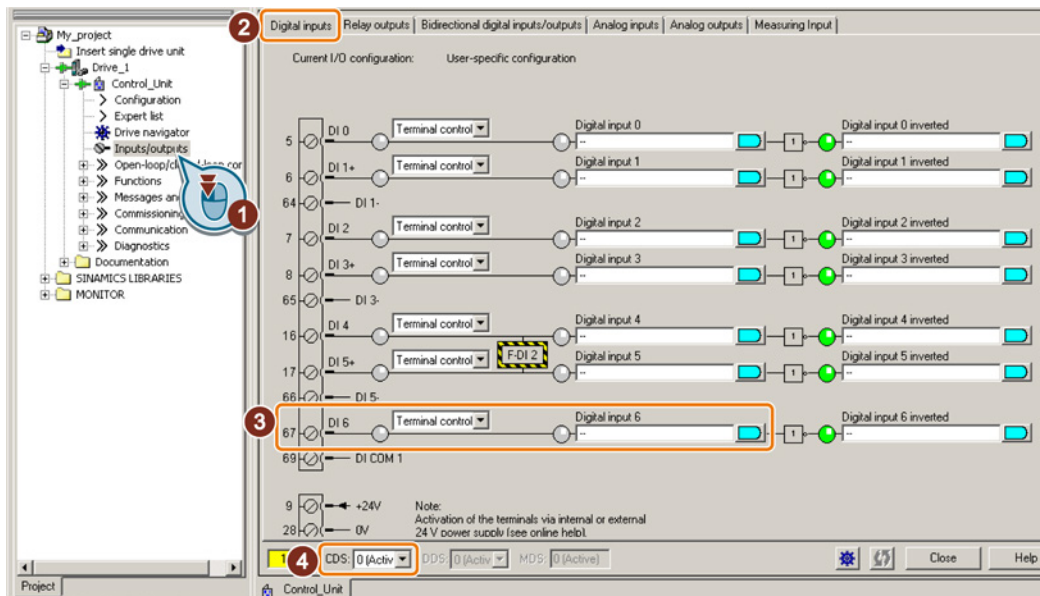 My_project
Insert single drive unit
Drive_1
Control_Unit
Configuration
Expert list
Drive navigator
Inputs/outputs
Open-loop/cl
Functions
Messages an
Commissioning
Communication
Diagnostics
Documentation
SINAMICS LIBRARIES
MONITOR
1
Project
2
Digital inputs Relay outputs Bidirectional digital inputs/outputs Analog inputs Analog outputs Measuring Input
Current I/O configuration: User-specific configuration
Digital input 0 Digital input 0 inverted
5 DI 0 Terminal control -- 1 --
Digital input 1 Digital input 1 inverted
6 DI 1+ Terminal control -- 1 --
64 DI 1-
Digital input 2 Digital input 2 inverted
7 DI 2 Terminal control -- 1 --
Digital input 3 Digital input 3 inverted
8 DI 3+ Terminal control -- 1 --
65 DI 3-
Digital input 4 Digital input 4 inverted
16 DI 4 Terminal control -- 1 --
F-DI 2
Digital input 5 Digital input 5 inverted
17 DI 5+ Terminal control -- 1 --
66 DI 5-
3
Digital input 6 Digital input 6 inverted
67 DI 6 Terminal control -- 1 --
69 DI COM 1
9 +24V Note:
Activation of the terminals via internal or external
28 0V 24 V power supply (see online help).
1 4 CDS: 0 (Activ DDS: 0 (Activ MDS: 0 (Active) Close Help
Control_Unit